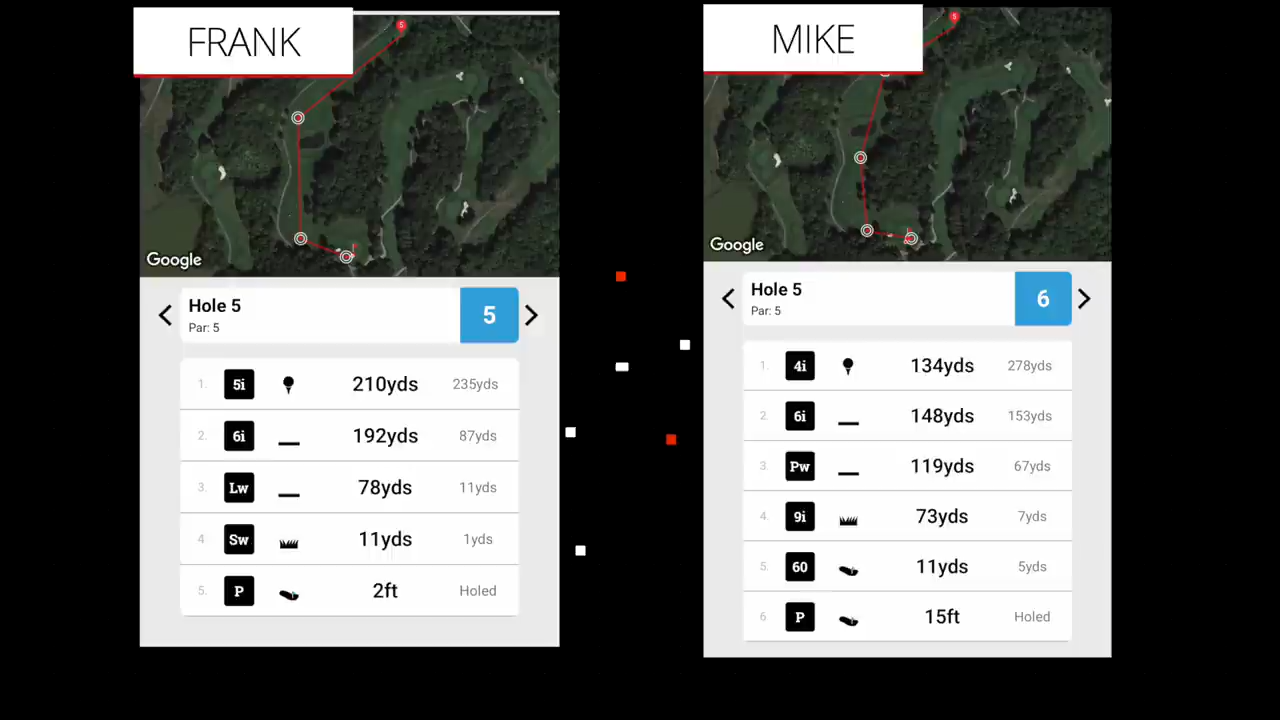 FRANK
5
Google
Hole 5
Par: 5
5
1. 5i 210yds 235yds
2. 6i 192yds 87yds
3. Lw 78yds 11yds
4 Sw 11yds 1yds
5. P 2ft Holed
MIKE
5
Google
Hole 5
Par: 5
6
1. 4i 134yds 278yds
2. 6i 148yds 153yds
3. Pw 119yds 67yds
4. 9i 73yds 7yds
5. 60 11yds 5yds
6 P 15ft Holed